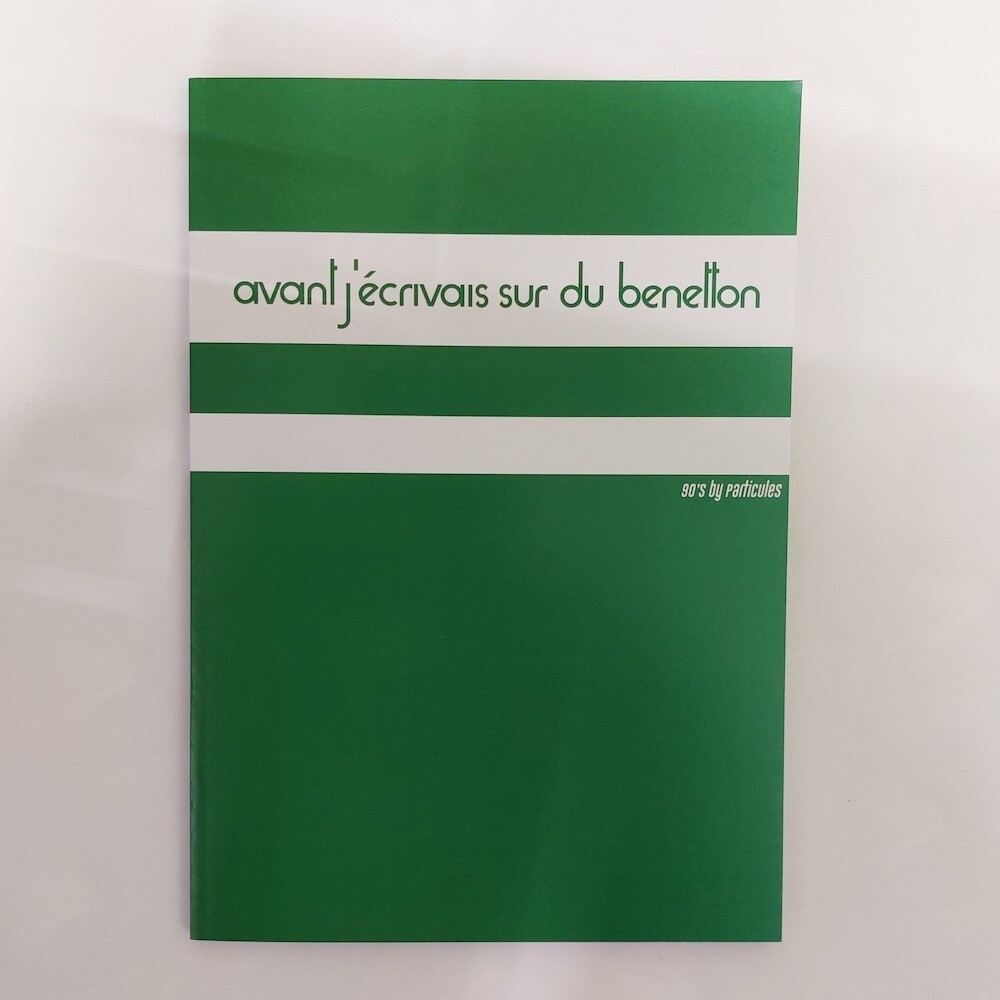 avant j'écrivais sur du benetton
90's by Particules